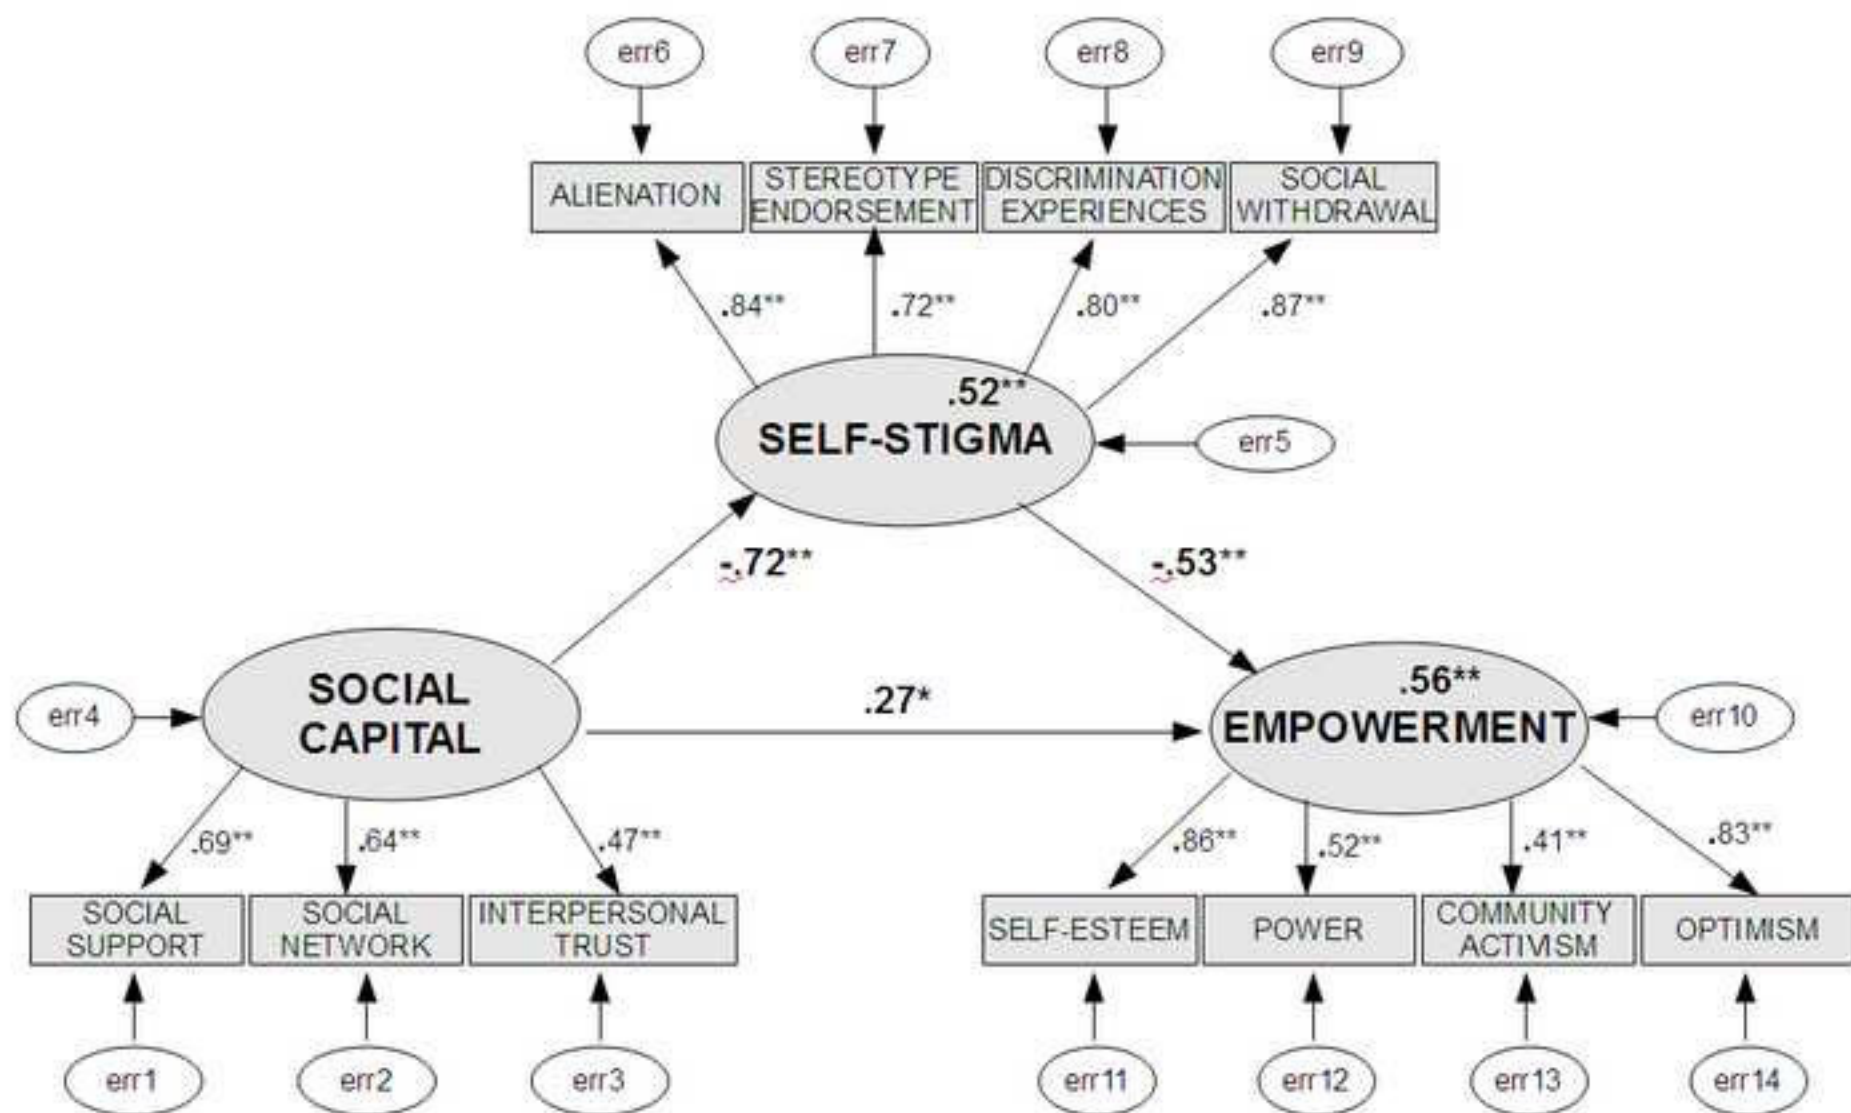 err6
err7
err8
err9
ALIENATION
STEREOTYPE
ENDORSEMENT
DISCRIMINATION
EXPERIENCES
SOCIAL
WITHDRAWAL
.84**
.72**
.80**
.87**
.52**
SELF-STIGMA
err5
-.72**
-.53**
SOCIAL
CAPITAL
err4
.27*
.56**
EMPOWERMENT
err10
.69**
.64**
.47**
.86**
.52**
.41**
.83**
SOCIAL
SUPPORT
SOCIAL
NETWORK
INTERPERSONAL
TRUST
SELF-ESTEEM
POWER
COMMUNITY
ACTIVISM
OPTIMISM
err1
err2
err3
err11
err12
err13
err14